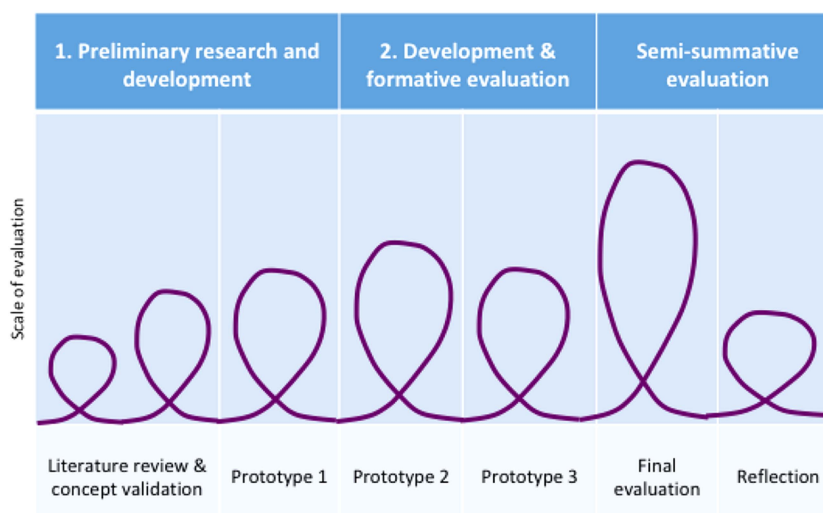 1. Preliminary research and
development
2. Development &
formative evaluation
Semi-summative
evaluation
Scale of evaluation
Literature review &
concept validation
Prototype 1
Prototype 2
Prototype 3
Final
evaluation
Reflection